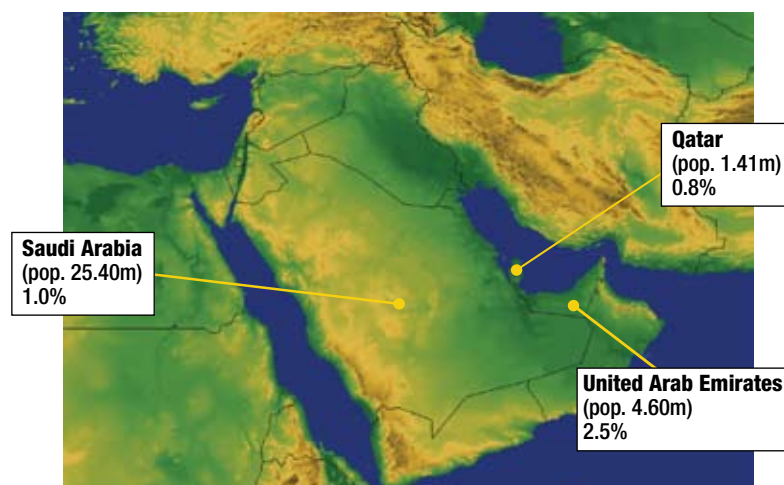 Qatar
(pop. 1.41m)
0.8%
Saudi Arabia
(pop. 25.40m)
1.0%
United Arab Emirates
(pop. 4.60m)
2.5%